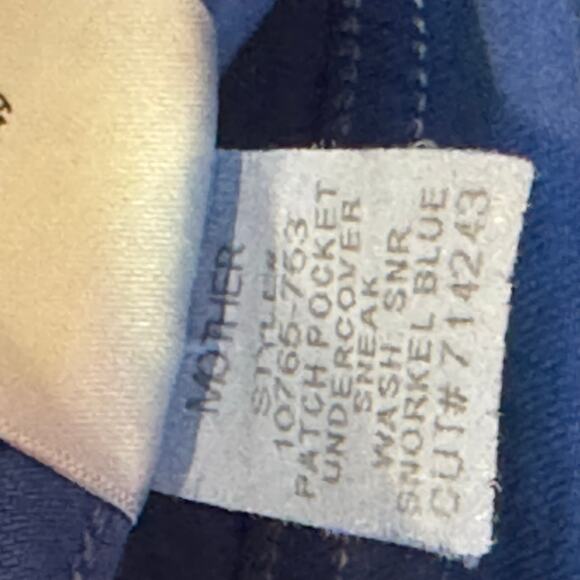 MOTHER
STYLE#
10765-753
PATCH POCKET
UNDERCOVER
SNEAK
WASH SNR
SNORKEL BLUE
CUT# 714243